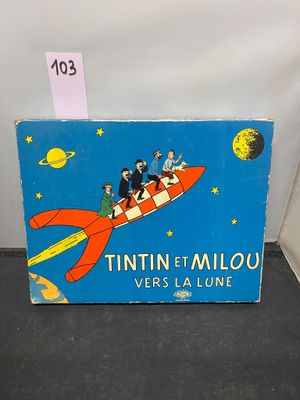 103
TINTIN ET MILOU
VERS LA LUNE